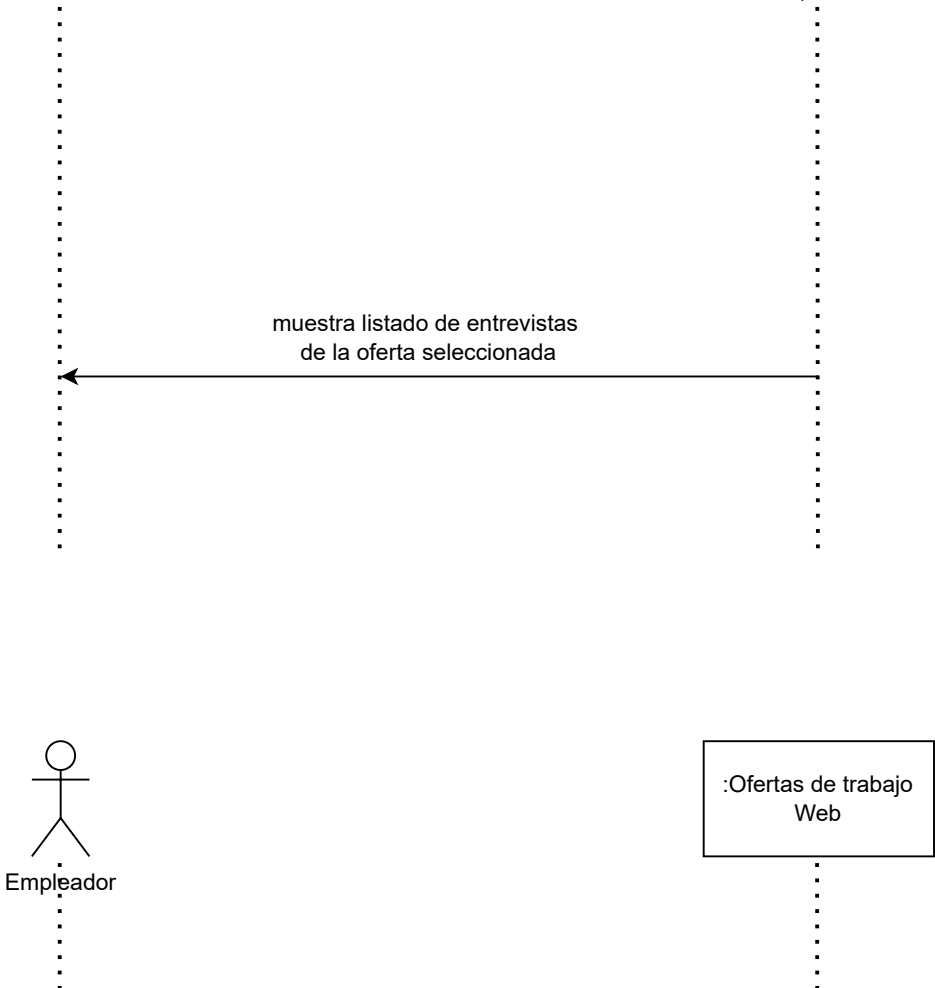 muestra listado de entrevistas
de la oferta seleccionada
:Ofertas de trabajo
Web
Empleador